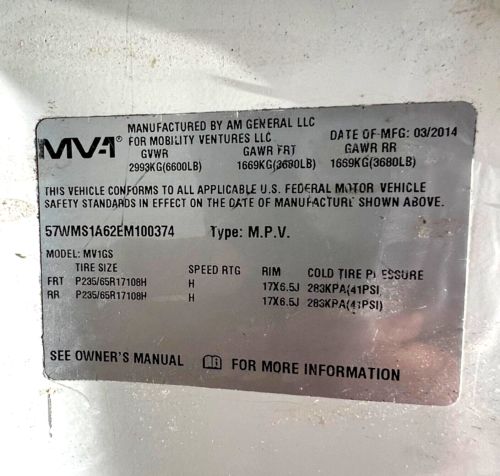 MV-1® MANUFACTURED BY AM GENERAL LLC
FOR MOBILITY VENTURES LLC DATE OF MFG: 03/2014
GVWR GAWR FRT GAWR RR
2993KG(6600LB) 1669KG(3680LB) 1669KG(3680LB)
THIS VEHICLE CONFORMS TO ALL APPLICABLE U.S. FEDERAL MOTOR VEHICLE
SAFETY STANDARDS IN EFFECT ON THE DATE OF MANUFACTURE SHOWN ABOVE.
57WMS1A62EM100374 Type: M.P.V.
MODEL: MV1GS
TIRE SIZE SPEED RTG RIM COLD TIRE PRESSURE
FRT P235/65R17108H H 17X6.5J 283KPA(41PSI)
RR P235/65R17108H H 17X6.5J 283KPA(41PSI)
SEE OWNER'S MANUAL FOR MORE INFORMATION